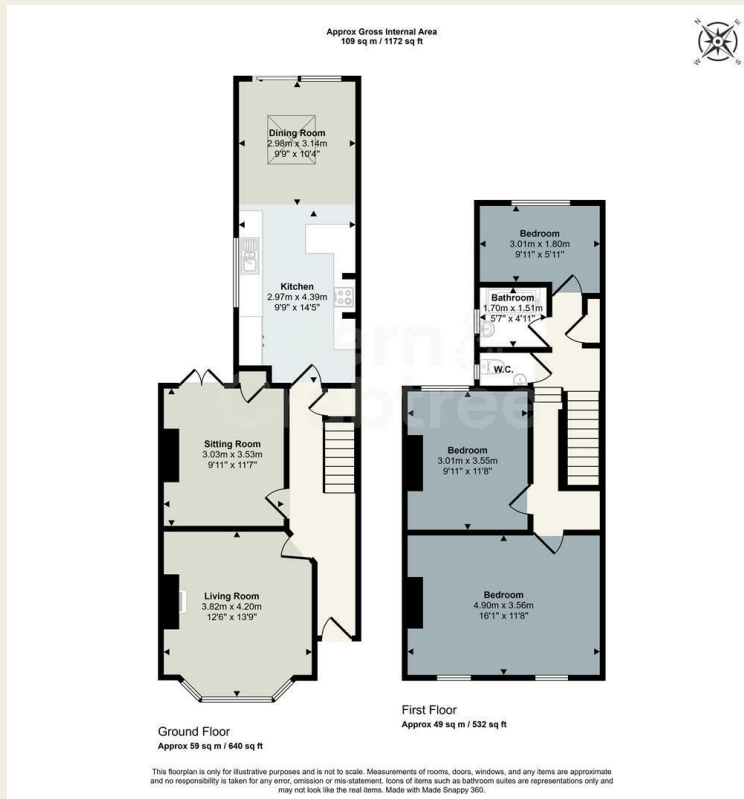 Approx Gross Internal Area
109 sq m / 1172 sq ft
N
E
W
S
Dining Room
2.98m x 3.14m
9'9" x 10'4"
Kitchen
2.97m x 4.39m
9'9" x 14'5"
Sitting Room
3.03m x 3.53m
9'11" x 11'7"
Living Room
3.82m x 4.20m
12'6" x 13'9"
Ground Floor
Approx 59 sq m / 640 sq ft
Bedroom
3.01m x 1.80m
9'11" x 5'11"
Bathroom
1.70m x 1.51m
5'7" x 4'11"
W.C.
Bedroom
3.01m x 3.55m
9'11" x 11'8"
Bedroom
4.90m x 3.56m
16'1" x 11'8"
First Floor
Approx 49 sq m / 532 sq ft
This floorplan is only for illustrative purposes and is not to scale. Measurements of rooms, doors, windows, and any items are approximate
and no responsibility is taken for any error, omission or mis-statement. Icons of items such as bathroom suites are representations only and
may not look like the real items. Made with Made Snappy 360.